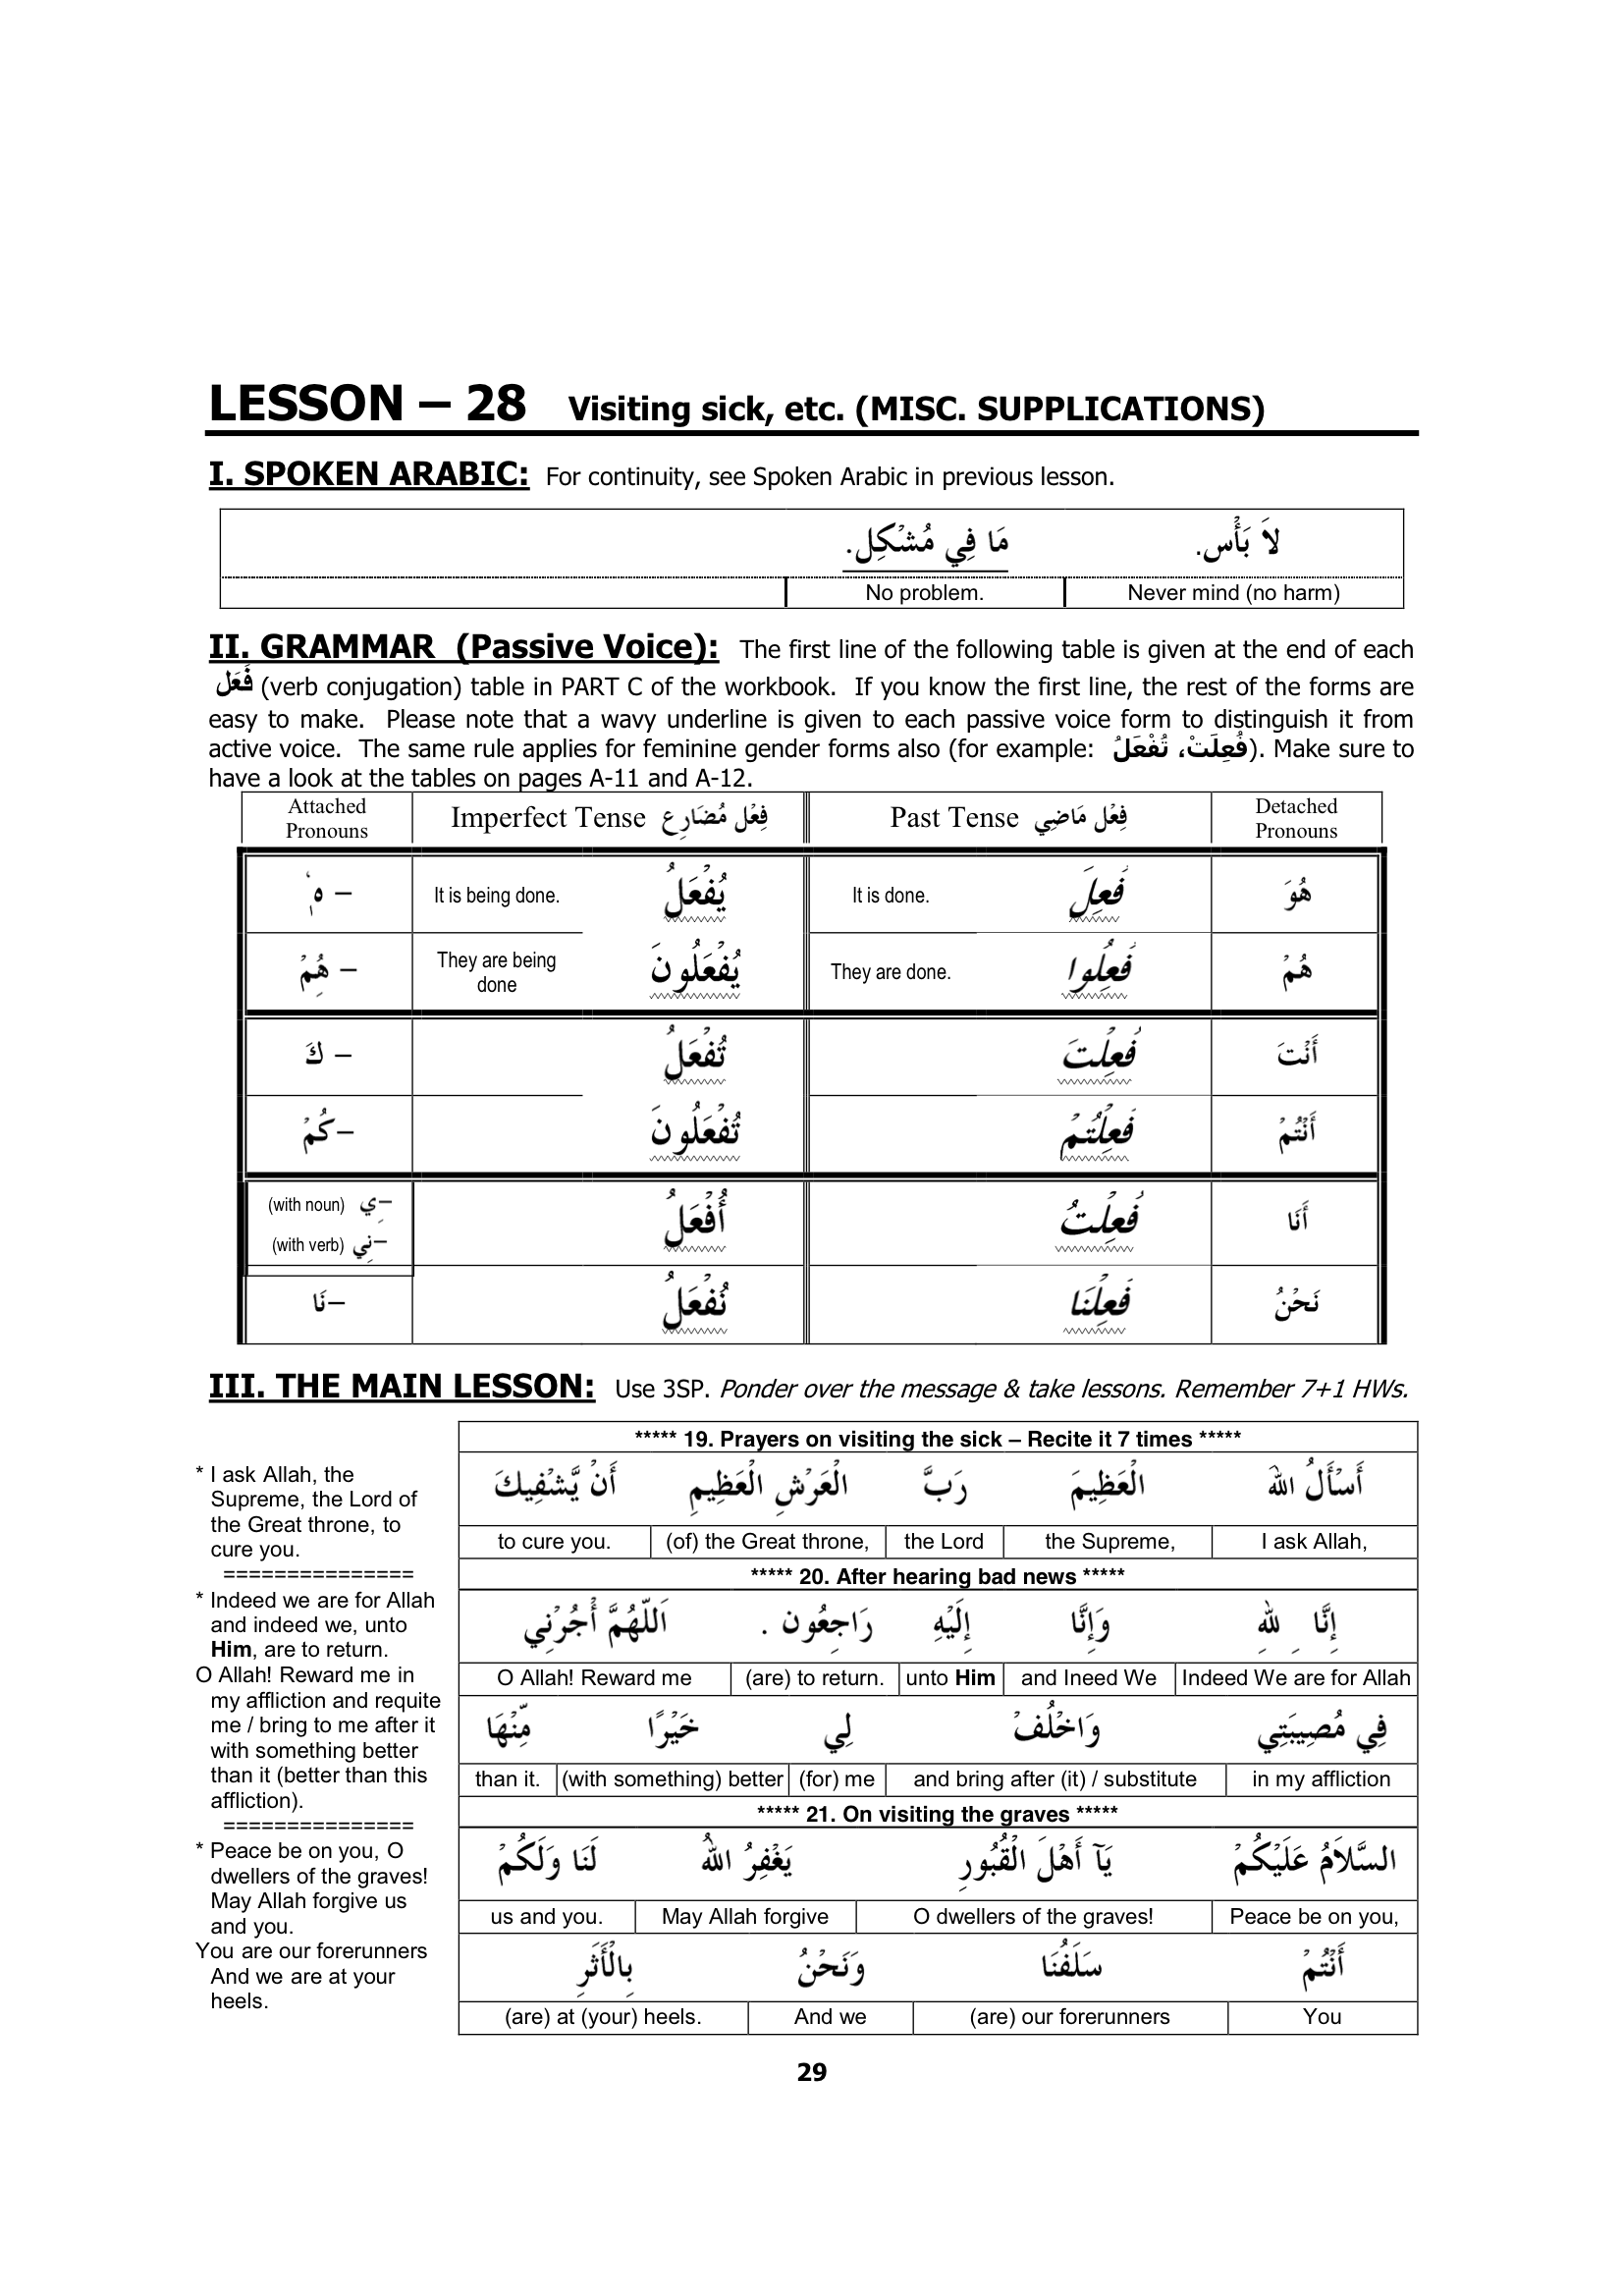 LESSON – 28 Visiting sick, etc. (MISC. SUPPLICATIONS)
I. SPOKEN ARABIC: For continuity, see Spoken Arabic in previous lesson.
لاَ بَأْس. مَا فِي مُشْكِل.
No problem. Never mind (no harm)
II. GRAMMAR (Passive Voice): The first line of the following table is given at the end of each
فَعَل (verb conjugation) table in PART C of the workbook. If you know the first line, the rest of the forms are
easy to make. Please note that a wavy underline is given to each passive voice form to distinguish it from
active voice. The same rule applies for feminine gender forms also (for example: فُعِلَتْ، تُفْعَلُ). Make sure to
have a look at the tables on pages A-11 and A-12.
Attached Pronouns Imperfect Tense فِعْل مُضَارِع Past Tense فِعْل مَاضِي Detached Pronouns
– ه It is being done. يُفْعَلُ It is done. فُعِلَ هُوَ
– هُمْ They are being done يُفْعَلُونَ They are done. فُعِلُوا هُمْ
– كَ تُفْعَلُ فُعِلْتَ أَنْتَ
–كُمْ تُفْعَلُونَ فُعِلْتُمْ أَنْتُمْ
(with noun) –ِي
(with verb) –نِي أُفْعَلُ فُعِلْتُ أَنَا
–نَا نُفْعَلُ فُعِلْنَا نَحْنُ
III. THE MAIN LESSON: Use 3SP. Ponder over the message & take lessons. Remember 7+1 HWs.
* I ask Allah, the
Supreme, the Lord of
the Great throne, to
cure you.
===============
* Indeed we are for Allah
and indeed we, unto
Him, are to return.
O Allah! Reward me in
my affliction and requite
me / bring to me after it
with something better
than it (better than this
affliction).
===============
* Peace be on you, O
dwellers of the graves!
May Allah forgive us
and you.
You are our forerunners
And we are at your
heels.
***** 19. Prayers on visiting the sick – Recite it 7 times *****
أَسْأَلُ اللهَ الْعَظِيمَ رَبَّ الْعَرْشِ الْعَظِيمِ أَنْ يَّشْفِيكَ
to cure you. (of) the Great throne, the Lord the Supreme, I ask Allah,
***** 20. After hearing bad news *****
إِنَّا لِلّٰهِ وَإِنَّا إِلَيْهِ رَاجِعُون . اَللّهُمَّ أْجُرْنِي
O Allah! Reward me (are) to return. unto Him and Ineed We Indeed We are for Allah
فِي مُصِيبَتِي وَاخْلُفْ لِي خَيْرًا مِّنْهَا
than it. (with something) better (for) me and bring after (it) / substitute in my affliction
***** 21. On visiting the graves *****
السَّلاَمُ عَلَيْكُمْ يَآ أَهْلَ الْقُبُورِ يَغْفِرُ اللهُ لَنَا وَلَكُمْ
us and you. May Allah forgive O dwellers of the graves! Peace be on you,
أَنْتُمْ سَلَفُنَا وَنَحْنُ بِالْأَثَرِ
(are) at (your) heels. And we (are) our forerunners You
29